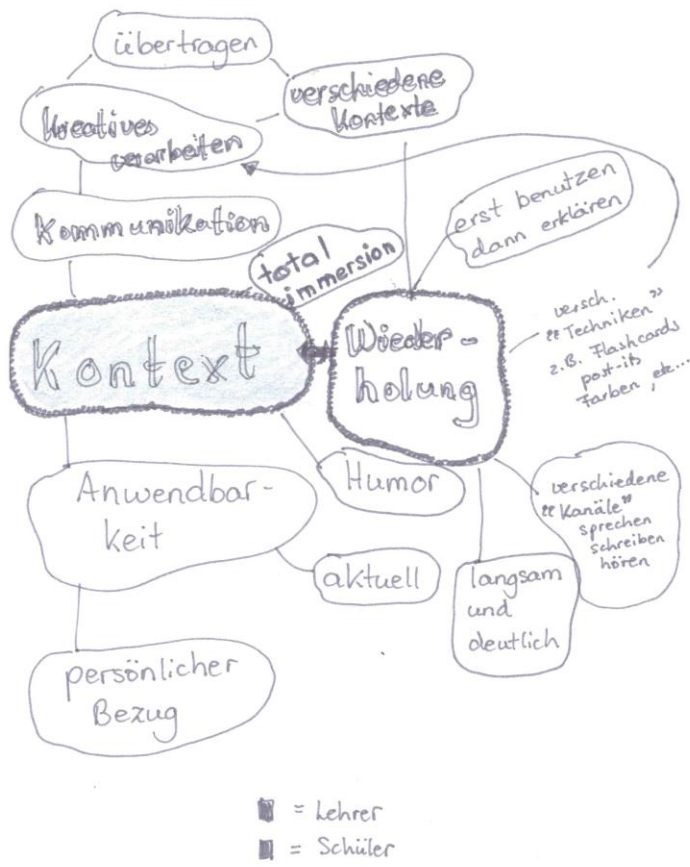 übertragen
verschiedene
Kontexte
Kreatives
verarbeiten
Kommunikation
total
immersion
erst benutzen
dann erklären
Kontext
Wieder-
holung
versch.
"Techniken"
z.B. Flashcards
post-its
Farben, etc...
Humor
Anwendbar-
keit
aktuell
verschiedene
"Kanäle"
sprechen
schreiben
hören
langsam
und
deutlich
persönlicher
Bezug
= Lehrer
= Schüler